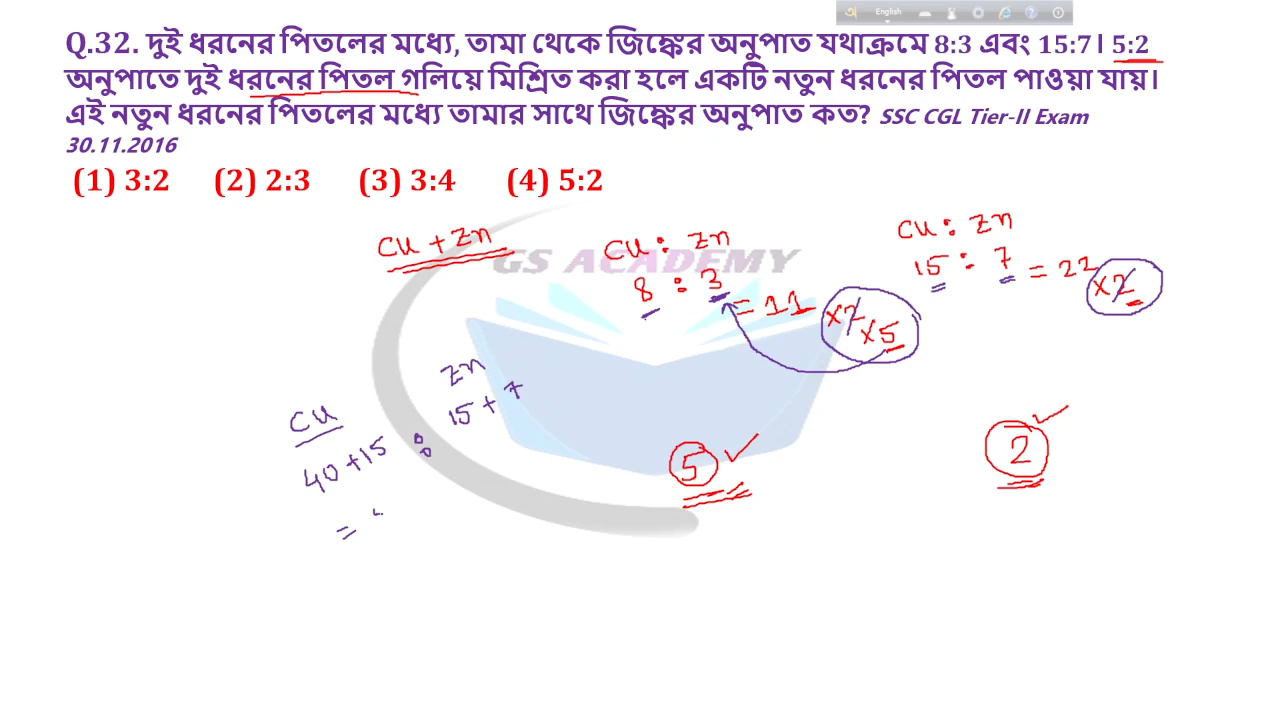 English
Q.32. দুই ধরনের পিতলের মধ্যে, তামা থেকে জিঙ্কের অনুপাত যথাক্রমে 8:3 এবং 15:7। 5:2
অনুপাতে দুই ধরনের পিতল গলিয়ে মিশ্রিত করা হলে একটি নতুন ধরনের পিতল পাওয়া যায়।
এই নতুন ধরনের পিতলের মধ্যে তামার সাথে জিঙ্কের অনুপাত কত? SSC CGL Tier-II Exam
30.11.2016
(1) 3:2 (2) 2:3 (3) 3:4 (4) 5:2
GS ACADEMY
Cu + Zn
Cu : Zn
8 : 3 = 11 ×2 ×5
Cu : Zn
15 : 7 = 22 ×2
Cu Zn
40+15 : 15+7
=
5
2